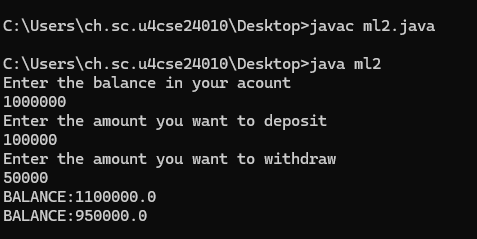 C:\Users\ch.sc.u4cse24010\Desktop>javac ml2.java
C:\Users\ch.sc.u4cse24010\Desktop>java ml2
Enter the balance in your acount
1000000
Enter the amount you want to deposit
100000
Enter the amount you want to withdraw
50000
BALANCE:1100000.0
BALANCE:950000.0